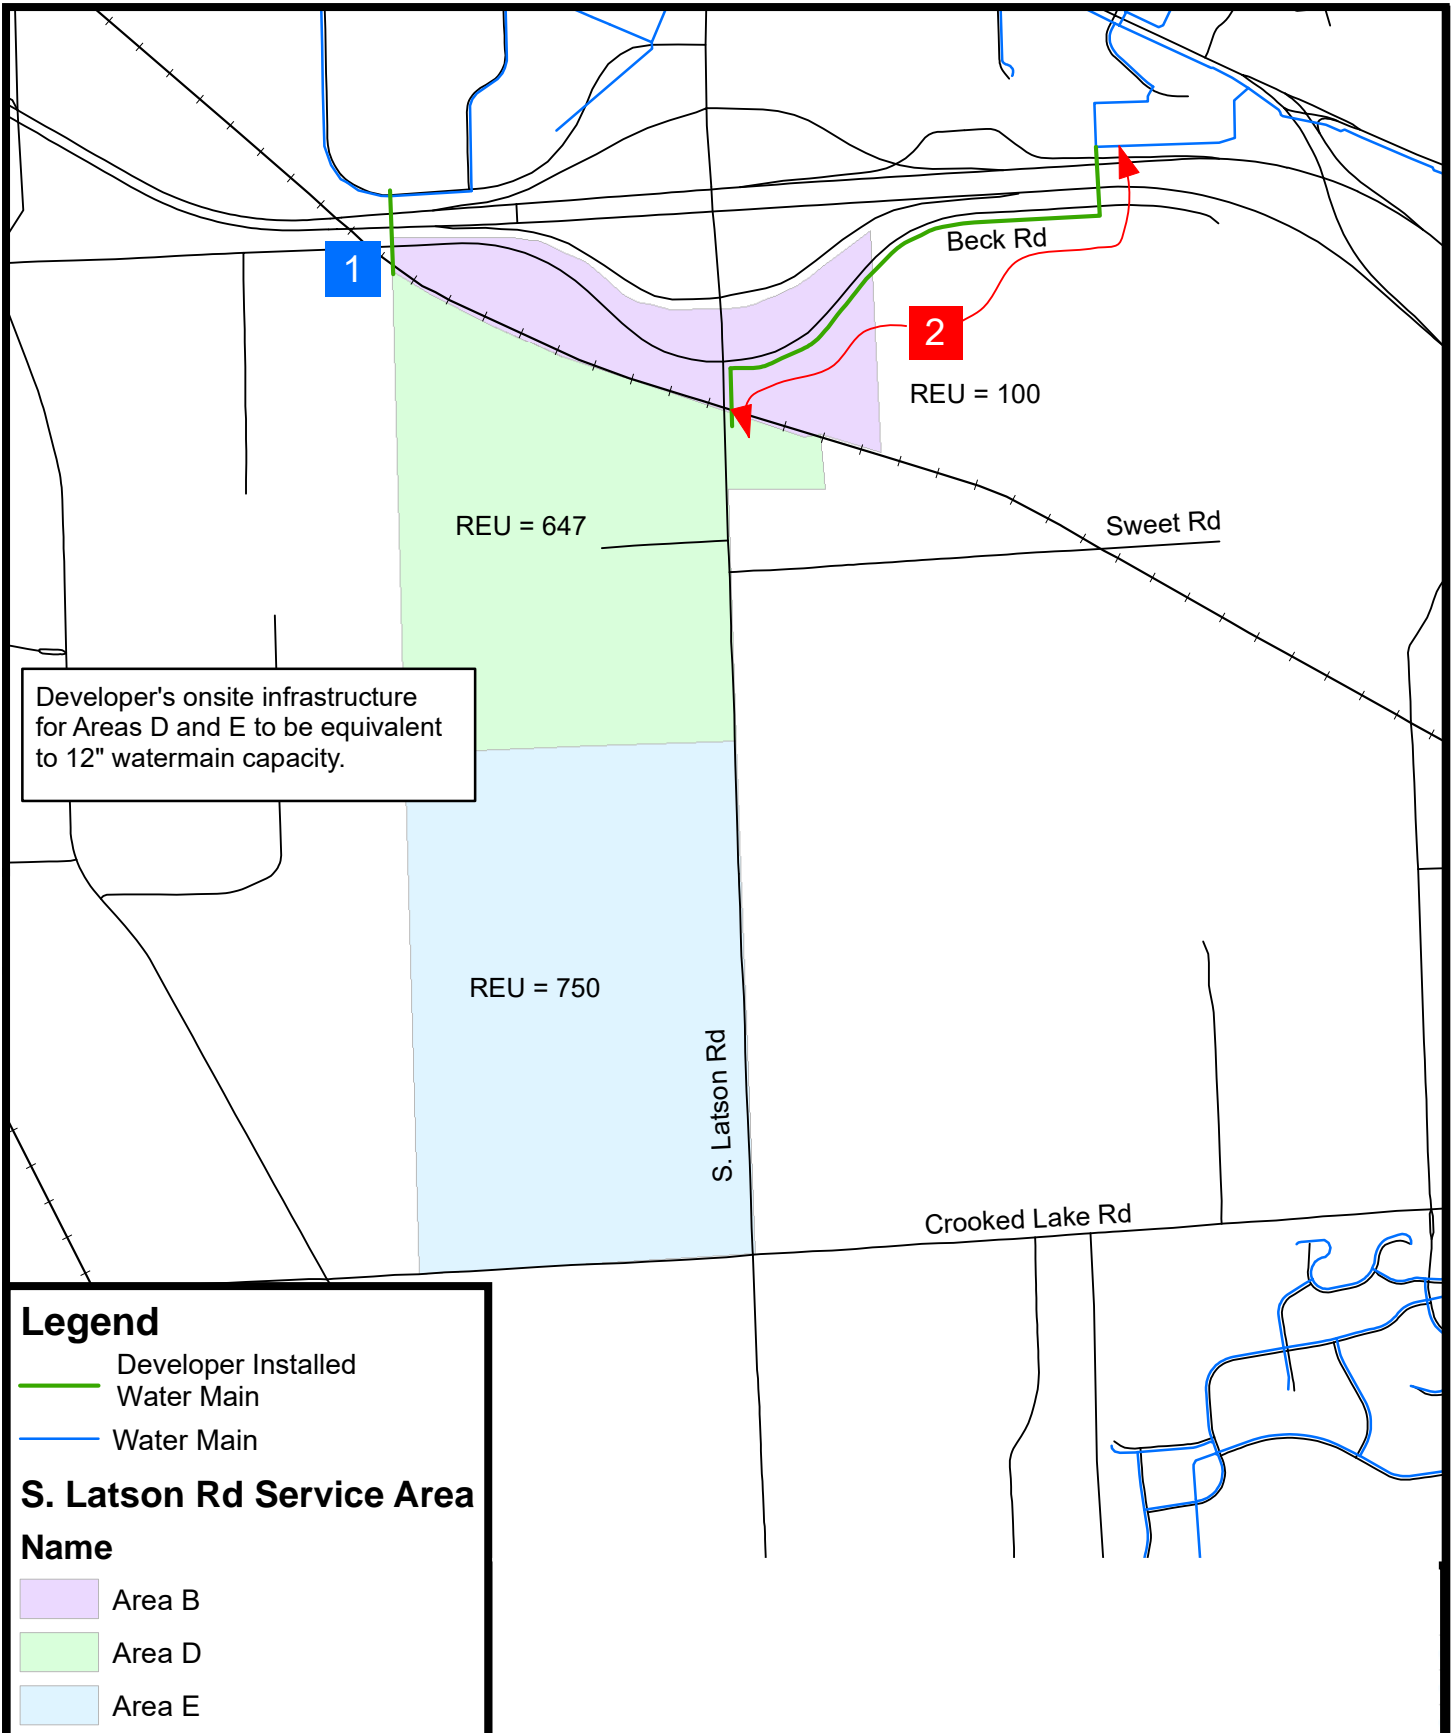 1
Beck Rd
2
REU = 100
REU = 647
Sweet Rd
Developer's onsite infrastructure
for Areas D and E to be equivalent
to 12" watermain capacity.
REU = 750
S. Latson Rd
Crooked Lake Rd
Legend
Developer Installed
Water Main
Water Main
S. Latson Rd Service Area
Name
Area B
Area D
Area E